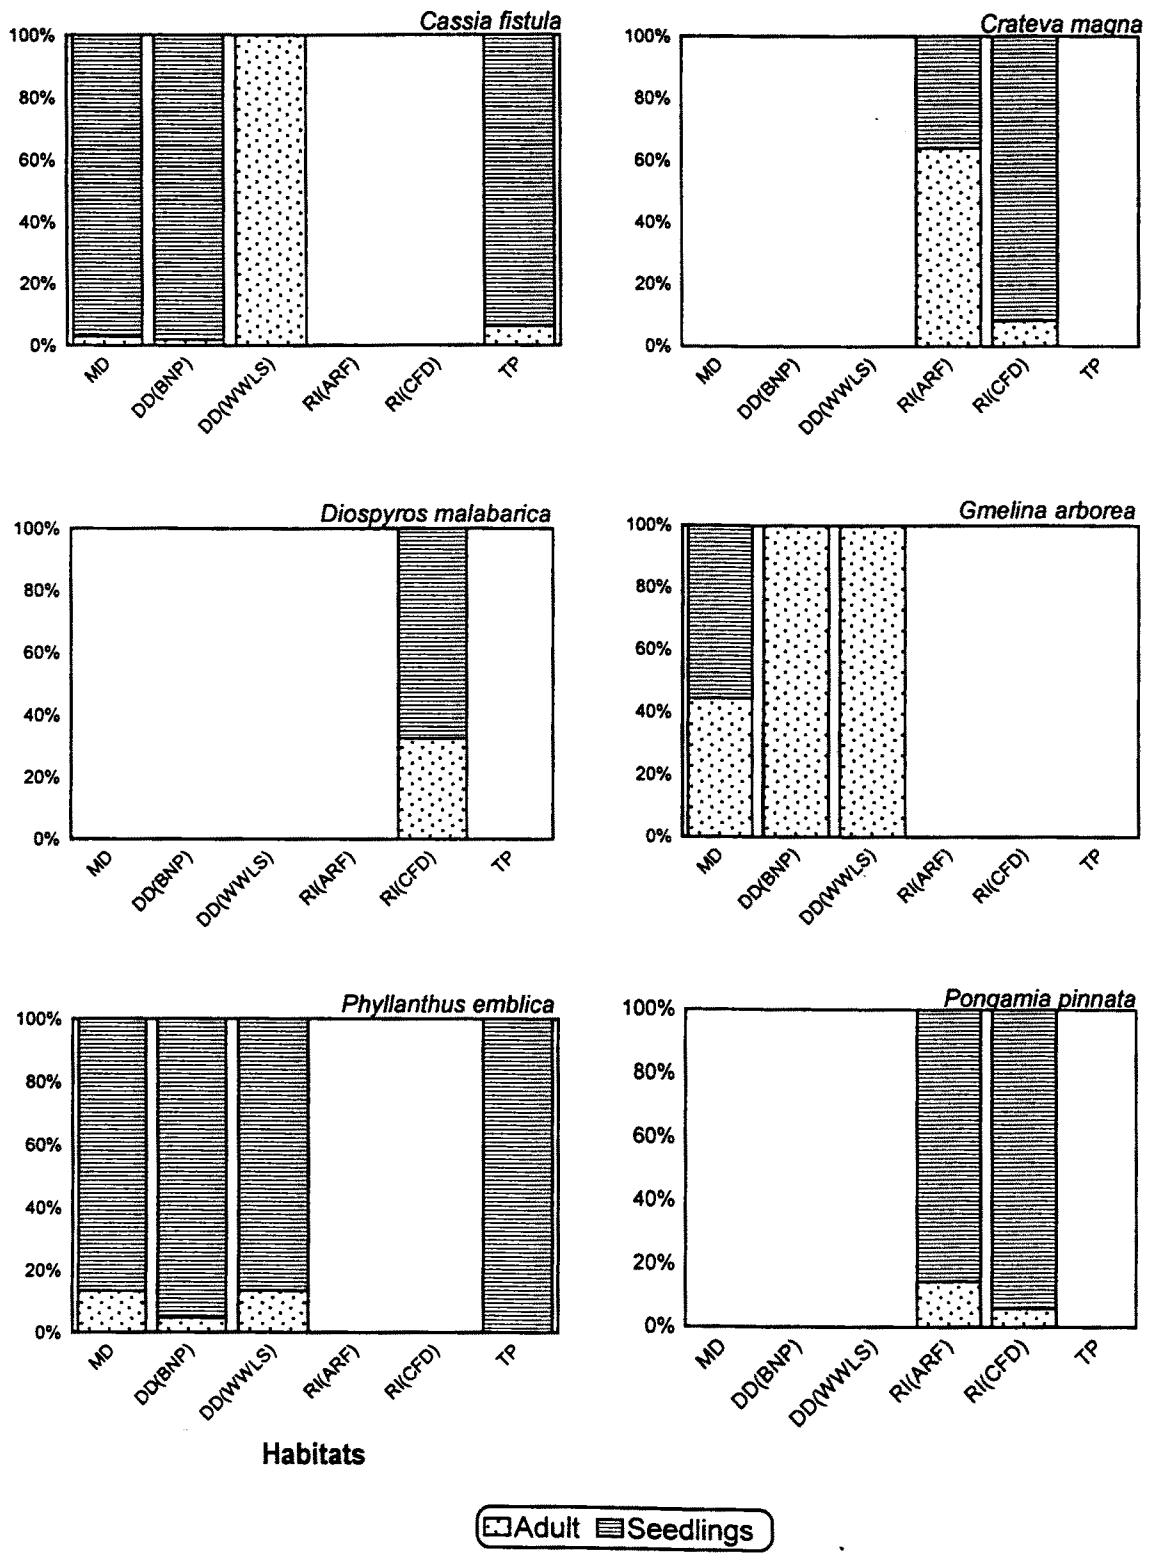 Cassia fistula
100%
80%
60%
40%
20%
0%
MD
DD(BNP)
DD(WWLS)
RI(ARF)
RI(CFD)
TP
Crateva magna
100%
80%
60%
40%
20%
0%
MD
DD(BNP)
DD(WWLS)
RI(ARF)
RI(CFD)
TP
Diospyros malabarica
100%
80%
60%
40%
20%
0%
MD
DD(BNP)
DD(WWLS)
RI(ARF)
RI(CFD)
TP
Gmelina arborea
100%
80%
60%
40%
20%
0%
MD
DD(BNP)
DD(WWLS)
RI(ARF)
RI(CFD)
TP
Phyllanthus emblica
100%
80%
60%
40%
20%
0%
MD
DD(BNP)
DD(WWLS)
RI(ARF)
RI(CFD)
TP
Pongamia pinnata
100%
80%
60%
40%
20%
0%
MD
DD(BNP)
DD(WWLS)
RI(ARF)
RI(CFD)
TP
Habitats
Adult Seedlings